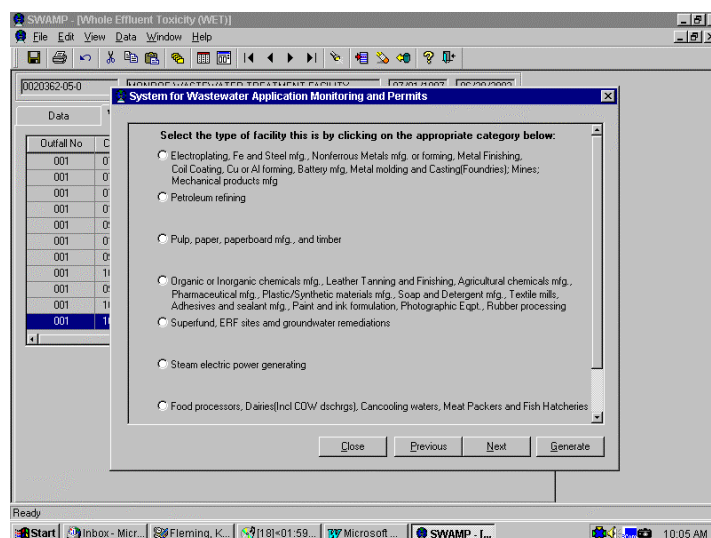 SWAMP - [Whole Effluent Toxicity (WET)]
File Edit View Data Window Help
0020362-05-0 MONROE WASTEWATER TREATMENT FACILITY 07/01/1997 06/30/2002
System for Wastewater Application Monitoring and Permits
Data
Select the type of facility this is by clicking on the appropriate category below:
Outfall No
Electroplating, Fe and Steel mfg., Nonferrous Metals mfg. or forming, Metal Finishing,
Coil Coating, Cu or Al forming, Battery mfg, Metal molding and Casting(Foundries); Mines;
Mechanical products mfg
Petroleum refining
Pulp, paper, paperboard mfg., and timber
Organic or Inorganic chemicals mfg., Leather Tanning and Finishing, Agricultural chemicals mfg.,
Pharmaceutical mfg., Plastic/Synthetic materials mfg., Soap and Detergent mfg., Textile mills,
Adhesives and sealant mfg., Paint and ink formulation, Photographic Eqpt., Rubber processing
Superfund, ERF sites amd groundwater remediations
Steam electric power generating
Food processors, Dairies(Incl COW dschrgs), Cancooling waters, Meat Packers and Fish Hatcheries
001
001
001
001
001
001
001
001
001
001
001
Close Previous Next Generate
Ready
Start Inbox - Micr... Fleming, K... [18]<01:59... Microsoft ... SWAMP - [... 10:05 AM